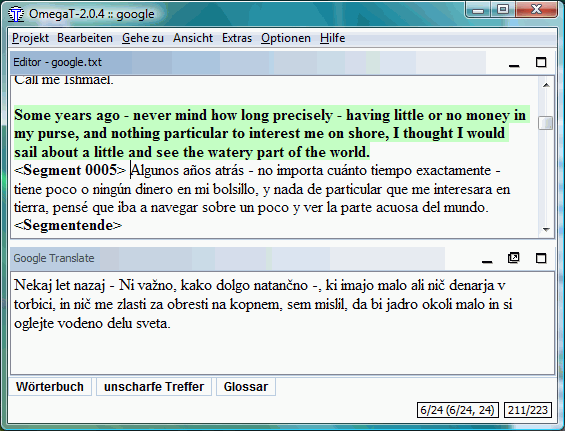 OmegaT-2.0.4 :: google
Projekt Bearbeiten Gehe zu Ansicht Extras Optionen Hilfe
Editor - google.txt
Call me Ishmael.
Some years ago - never mind how long precisely - having little or no money in
my purse, and nothing particular to interest me on shore, I thought I would
sail about a little and see the watery part of the world.
<Segment 0005> Algunos años atrás - no importa cuánto tiempo exactamente -
tiene poco o ningún dinero en mi bolsillo, y nada de particular que me interesara en
tierra, pensé que iba a navegar sobre un poco y ver la parte acuosa del mundo.
<Segmentende>
Google Translate
Nekaj let nazaj - Ni važno, kako dolgo natančno -, ki imajo malo ali nič denarja v
torbici, in nič me zlasti za obresti na kopnem, sem mislil, da bi jadro okoli malo in si
oglejte vodeno delu sveta.
Wörterbuch unscharfe Treffer Glossar
6/24 (6/24, 24) 211/223